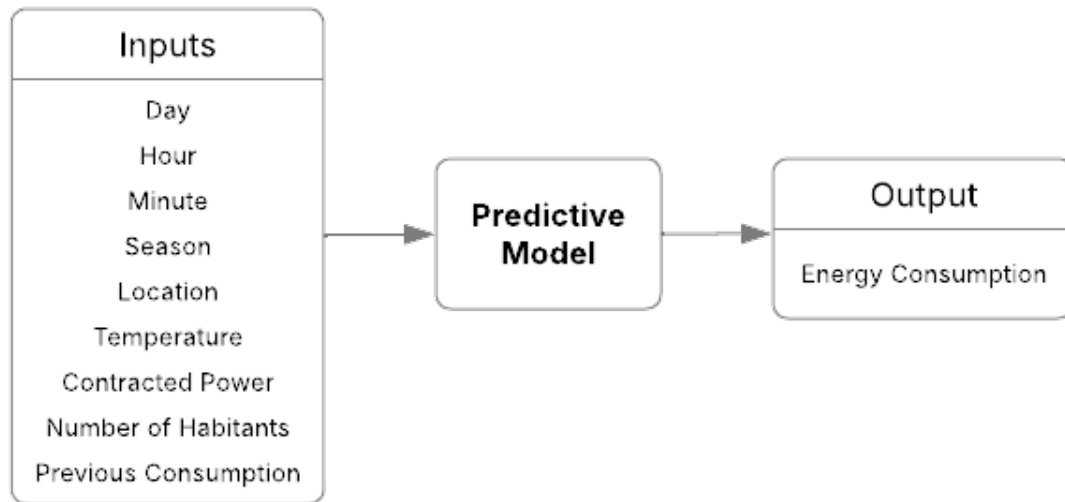 Inputs
Day
Hour
Minute
Season
Location
Temperature
Contracted Power
Number of Habitants
Previous Consumption
Predictive
Model
Output
Energy Consumption